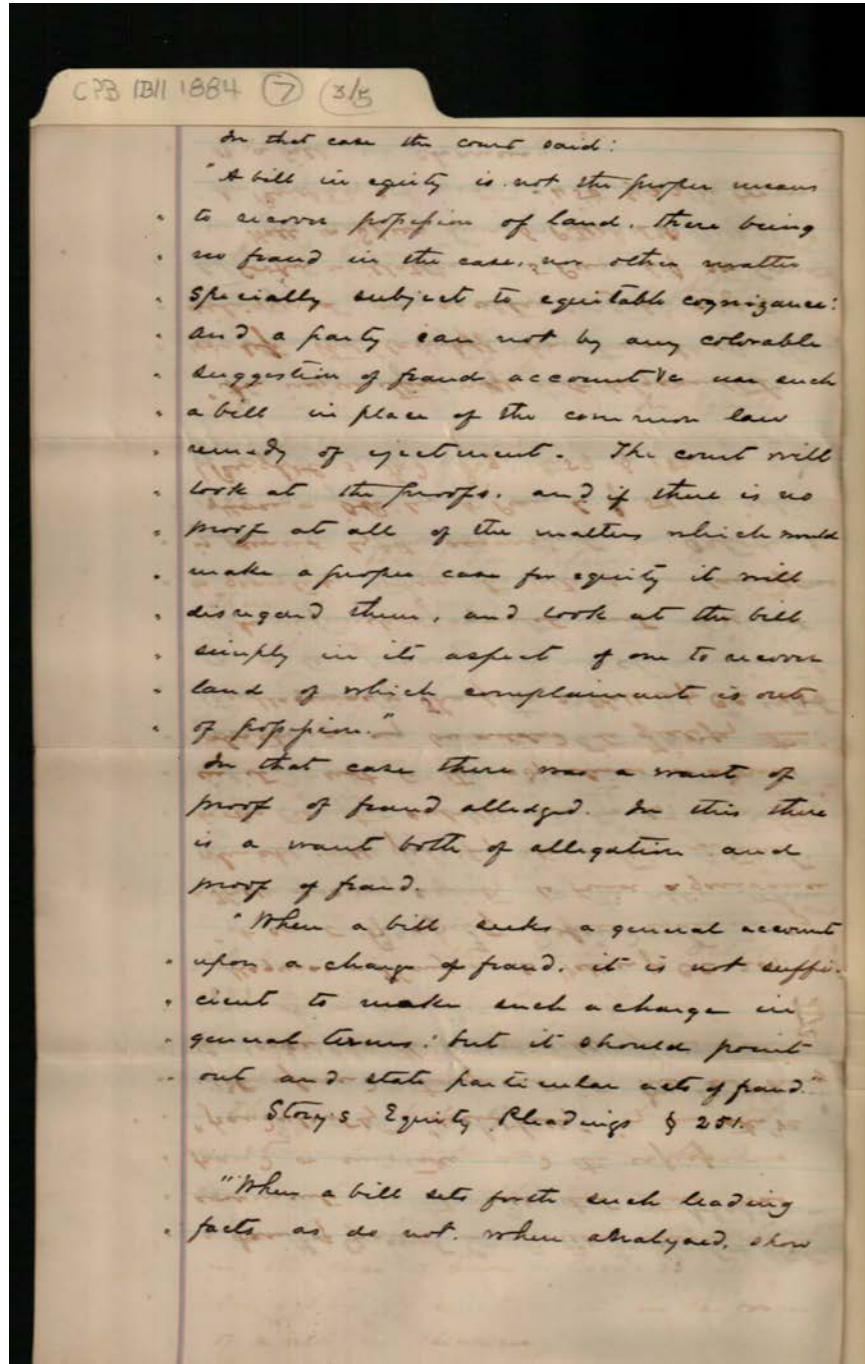 CPB (B)1 1884 7 3/5
In that case the court said:
"A bill in equity is not the proper means
" to recover possession of land, there being
" no fraud in the case, nor other matter
" specially subject to equitable cognizance:
" and a party can not by any colorable
" suggestion of fraud account &c use such
" a bill in place of the common law
" remedy of ejectment. The court will
" look at the proofs, and if there is no
" proof at all of the matters which would
" make a proper case for equity it will
" disregard them, and look at the bill
" simply in its aspect of one to recover
" land of which complainant is out
" of possession."
In that case there was a want of
proof of fraud alledged. In this there
is a want both of allegation and
proof of fraud.
"When a bill seeks a general account
" upon a charge of fraud, it is not suffi-
" cient to make such a charge in
" general terms: but it should point
" out and state particular acts of fraud."
Story's Equity Pleadings § 251.
"When a bill sets forth such leading
" facts as do not, when analyzed, show